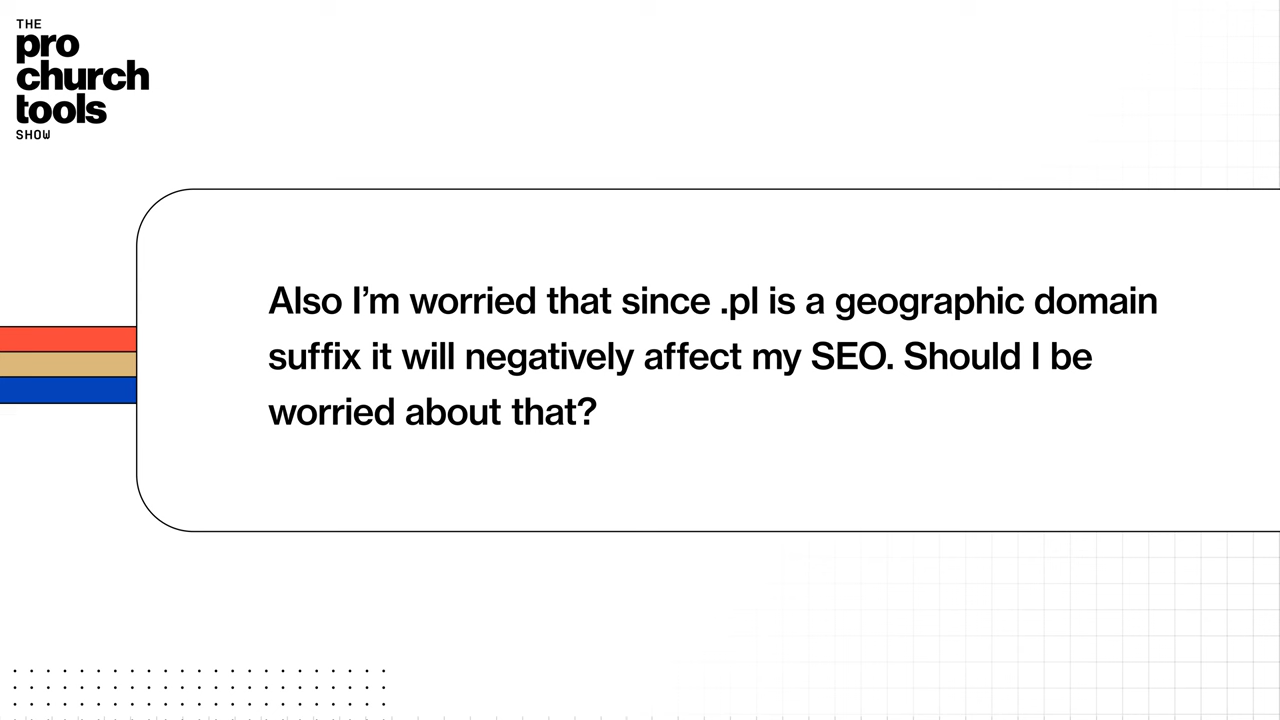 THE
pro
church
tools
SHOW
Also I’m worried that since .pl is a geographic domain
suffix it will negatively affect my SEO. Should I be
worried about that?